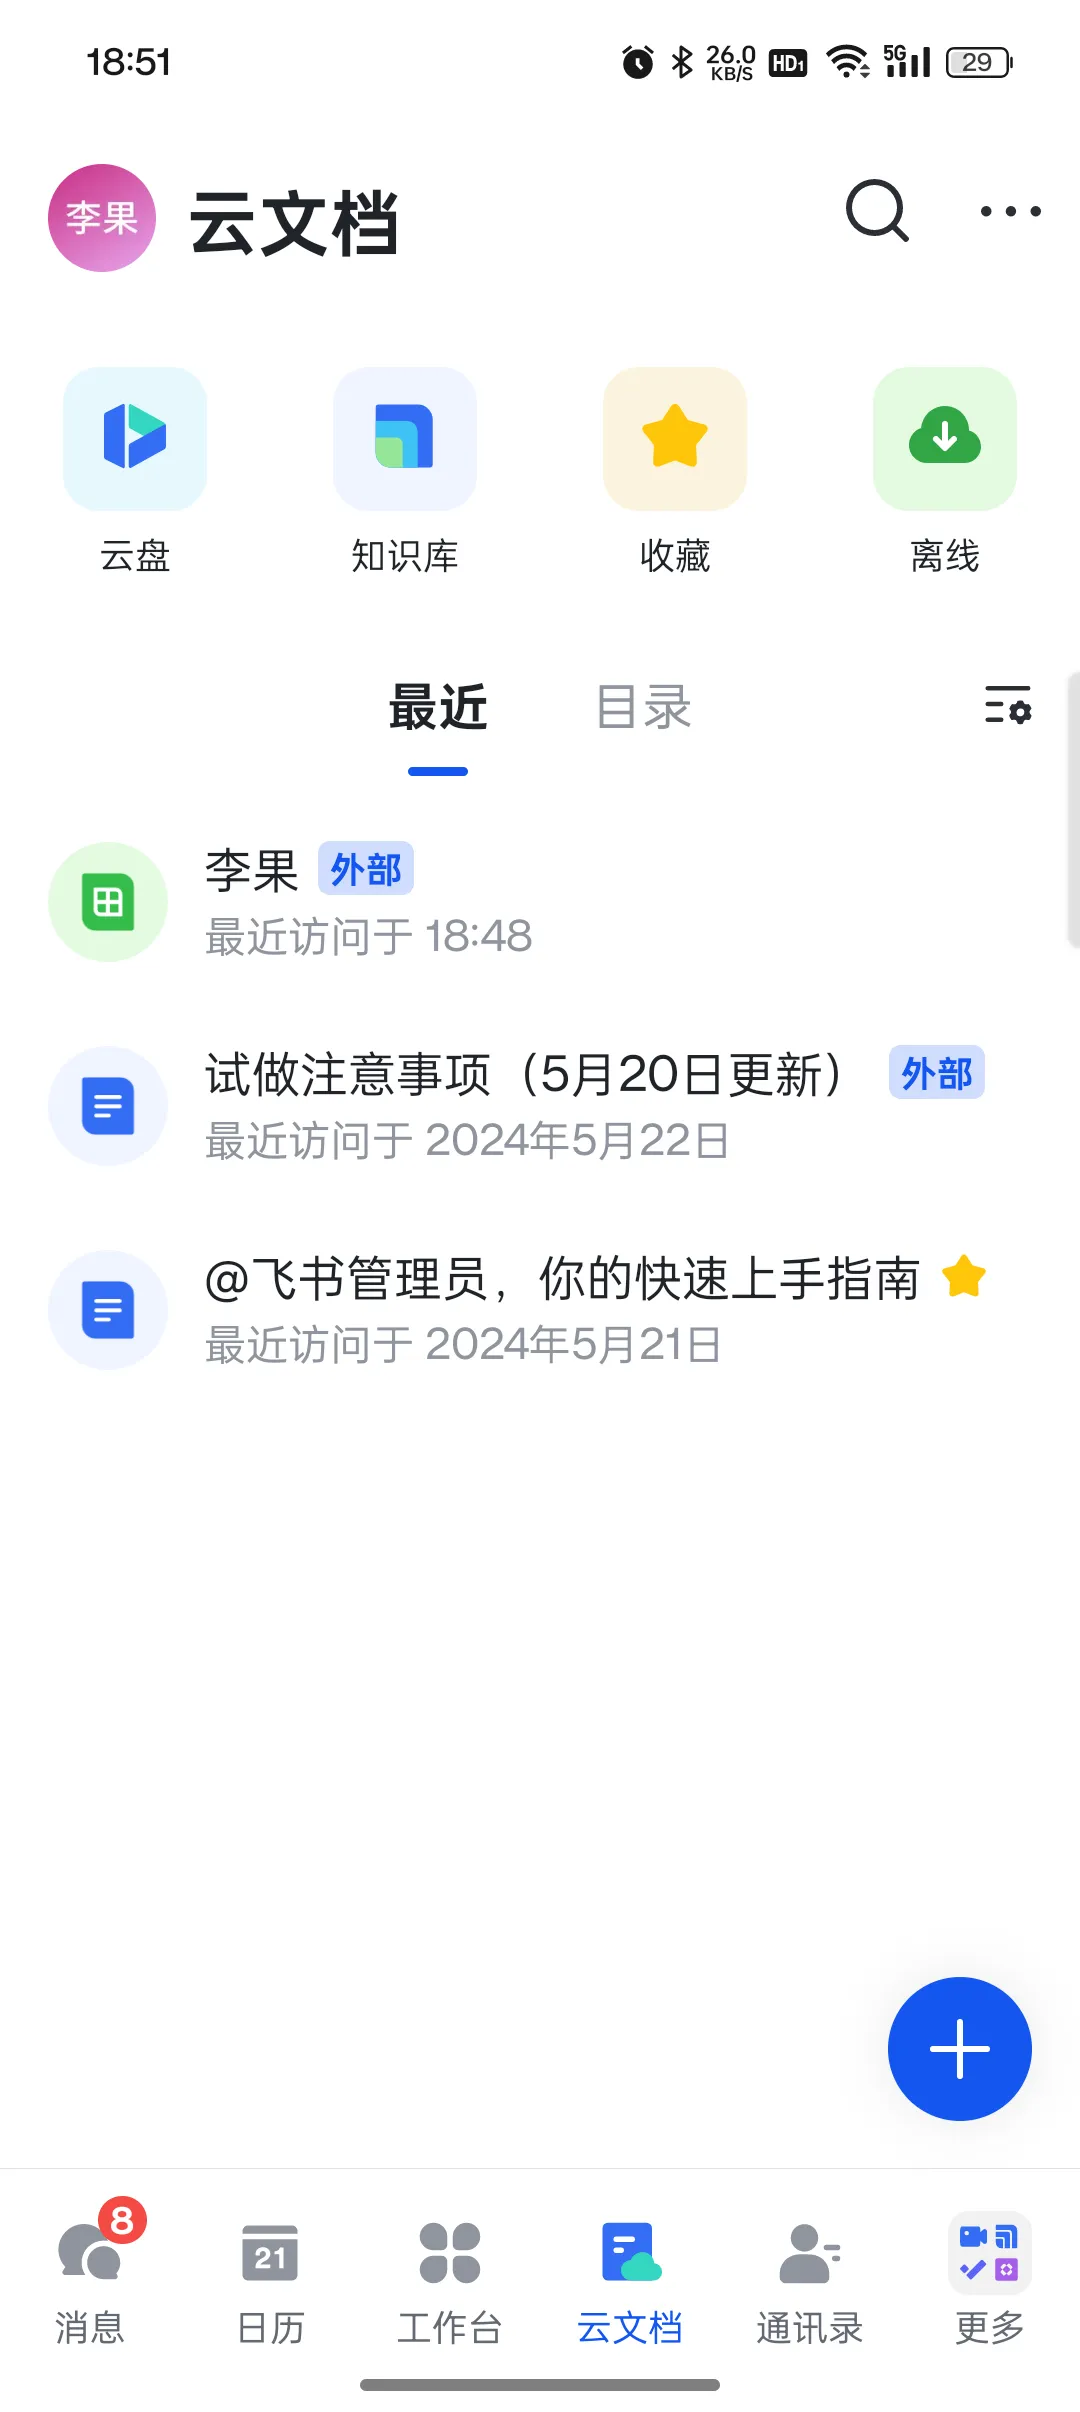 18:51
26.0
KB/S
HD1
5G
29
李果
云文档
云盘
知识库
收藏
离线
最近
目录
李果 外部
最近访问于 18:48
试做注意事项（5月20日更新） 外部
最近访问于 2024年5月22日
@飞书管理员，你的快速上手指南
最近访问于 2024年5月21日
8
21
消息
日历
工作台
云文档
通讯录
更多